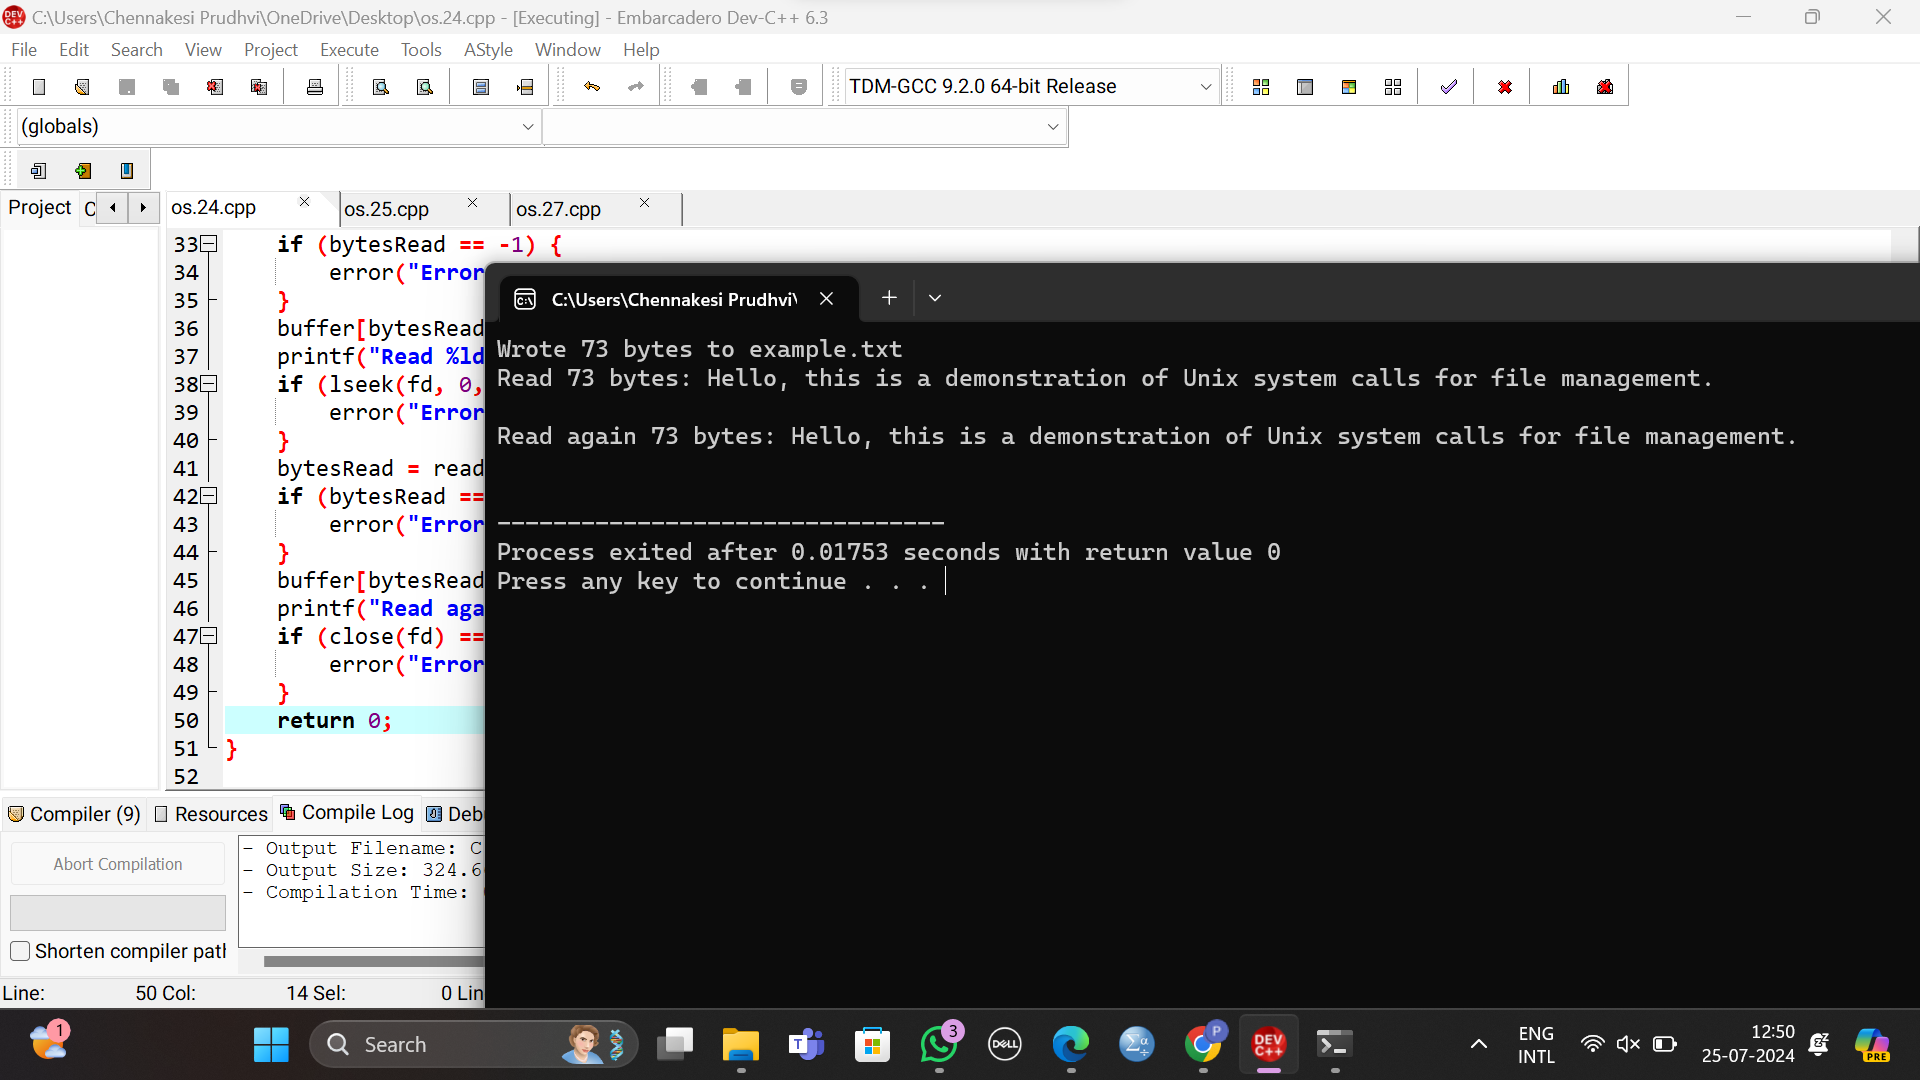 C:\Users\Chennakesi Prudhvi\OneDrive\Desktop\os.24.cpp - [Executing] - Embarcadero Dev-C++ 6.3
File Edit Search View Project Execute Tools AStyle Window Help
TDM-GCC 9.2.0 64-bit Release
(globals)
Project C os.24.cpp os.25.cpp os.27.cpp
33 if (bytesRead == -1) {
34 error("Error
35 }
36 buffer[bytesRead
37 printf("Read %ld
38 if (lseek(fd, 0,
39 error("Error
40 }
41 bytesRead = read
42 if (bytesRead ==
43 error("Error
44 }
45 buffer[bytesRead
46 printf("Read aga
47 if (close(fd) ==
48 error("Error
49 }
50 return 0;
51 }
52
C:\Users\Chennakesi Prudhvi\
Wrote 73 bytes to example.txt
Read 73 bytes: Hello, this is a demonstration of Unix system calls for file management.
Read again 73 bytes: Hello, this is a demonstration of Unix system calls for file management.
--------------------------------
Process exited after 0.01753 seconds with return value 0
Press any key to continue . . .
Compiler (9) Resources Compile Log Deb
Abort Compilation
- Output Filename: C
- Output Size: 324.6
- Compilation Time:
Shorten compiler path
Line: 50 Col: 14 Sel: 0 Lin
1
Search
T
3
DELL
P
DEV C++
ENG
INTL
12:50
25-07-2024
PRE